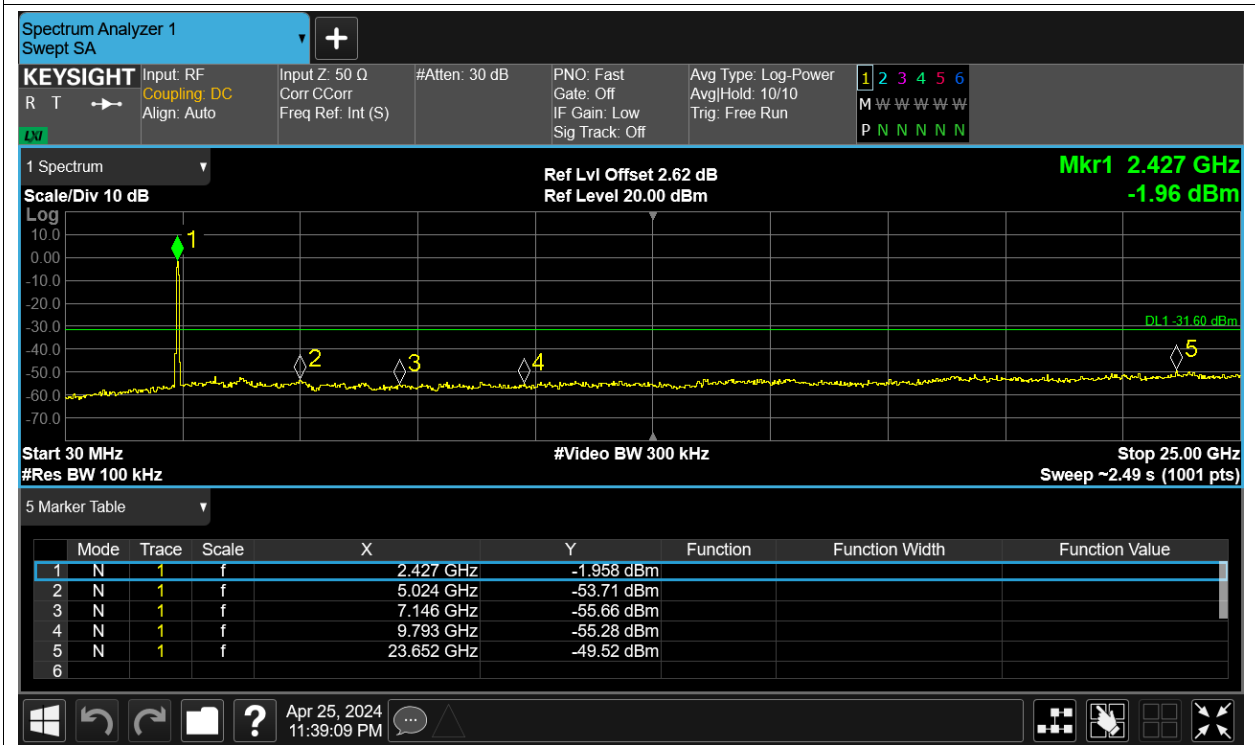 Spectrum Analyzer 1
Swept SA
KEYSIGHT
R T
LXI
Input: RF
Coupling: DC
Align: Auto
Input Z: 50 Ω
Corr CCorr
Freq Ref: Int (S)
#Atten: 30 dB
PNO: Fast
Gate: Off
IF Gain: Low
Sig Track: Off
Avg Type: Log-Power
Avg|Hold: 10/10
Trig: Free Run
1 2 3 4 5 6
M W W W W W
P N N N N N
1 Spectrum
Scale/Div 10 dB
Ref Lvl Offset 2.62 dB
Ref Level 20.00 dBm
Mkr1 2.427 GHz
-1.96 dBm
Log
10.0
0.00
-10.0
-20.0
-30.0
-40.0
-50.0
-60.0
-70.0
1
2
3
4
5
DL1 -31.60 dBm
Start 30 MHz
#Video BW 300 kHz
Stop 25.00 GHz
#Res BW 100 kHz
Sweep ~2.49 s (1001 pts)
5 Marker Table
Mode Trace Scale X Y Function Function Width Function Value
1 N 1 f 2.427 GHz -1.958 dBm
2 N 1 f 5.024 GHz -53.71 dBm
3 N 1 f 7.146 GHz -55.66 dBm
4 N 1 f 9.793 GHz -55.28 dBm
5 N 1 f 23.652 GHz -49.52 dBm
6
?
Apr 25, 2024
11:39:09 PM